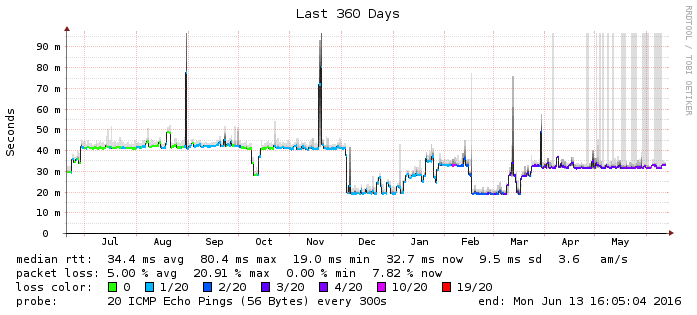 Last 360 Days
RRDTOOL / TOBI OETIKER
Seconds
90 m
80 m
70 m
60 m
50 m
40 m
30 m
20 m
10 m
0
Jul Aug Sep Oct Nov Dec Jan Feb Mar Apr May
median rtt: 34.4 ms avg 80.4 ms max 19.0 ms min 32.7 ms now 9.5 ms sd 3.6 am/s
packet loss: 5.00 % avg 20.91 % max 0.00 % min 7.82 % now
loss color: 0 1/20 2/20 3/20 4/20 10/20 19/20
probe: 20 ICMP Echo Pings (56 Bytes) every 300s end: Mon Jun 13 16:05:04 2016